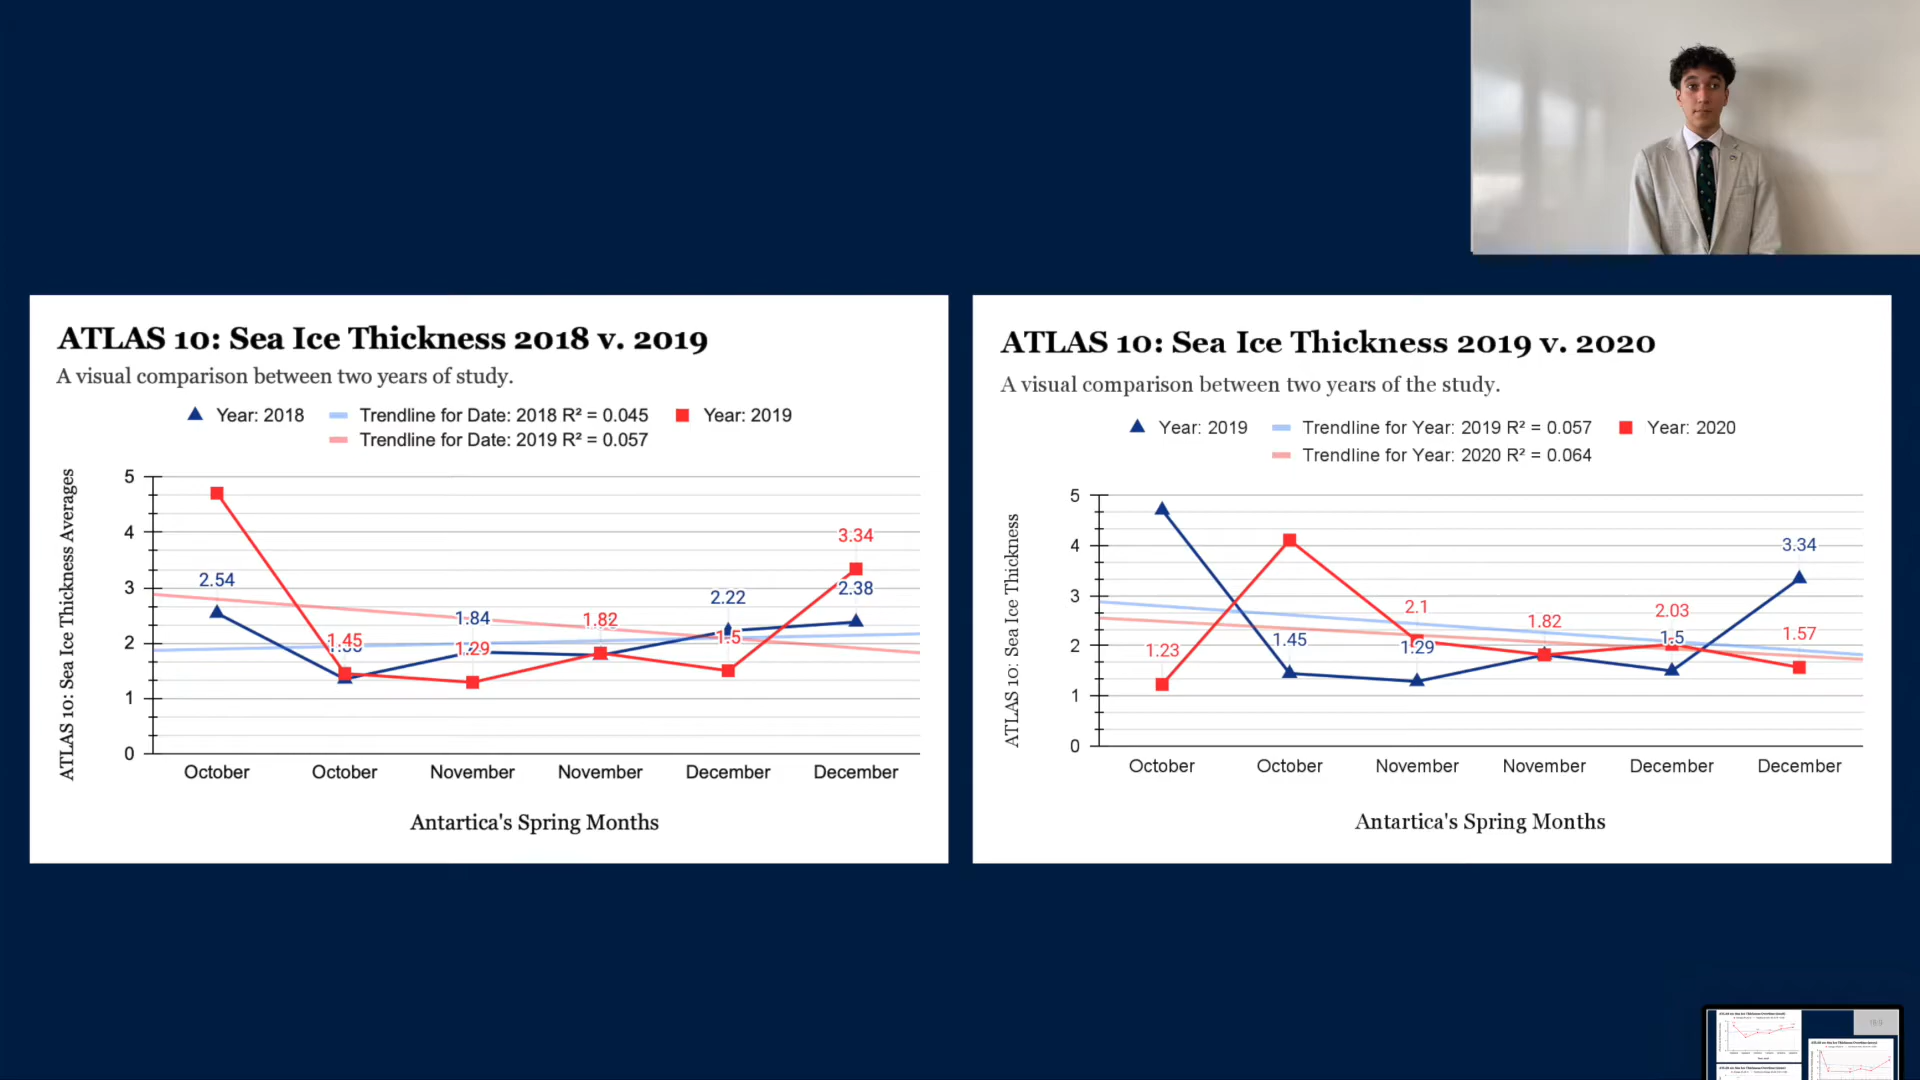 ATLAS 10: Sea Ice Thickness 2018 v. 2019
A visual comparison between two years of study.
Year: 2018 Trendline for Date: 2018 R² = 0.045 Year: 2019
Trendline for Date: 2019 R² = 0.057
ATLAS 10: Sea Ice Thickness Averages
5
4
3
2
1
0
2.54
1.45
1.84
1.29
1.82
2.22
1.5
3.34
2.38
October October November November December December
Antartica's Spring Months
ATLAS 10: Sea Ice Thickness 2019 v. 2020
A visual comparison between two years of the study.
Year: 2019 Trendline for Year: 2019 R² = 0.057 Year: 2020
Trendline for Year: 2020 R² = 0.064
ATLAS 10: Sea Ice Thickness
5
4
3
2
1
0
1.23
1.45
2.1
1.29
1.82
2.03
1.5
3.34
1.57
October October November November December December
Antartica's Spring Months